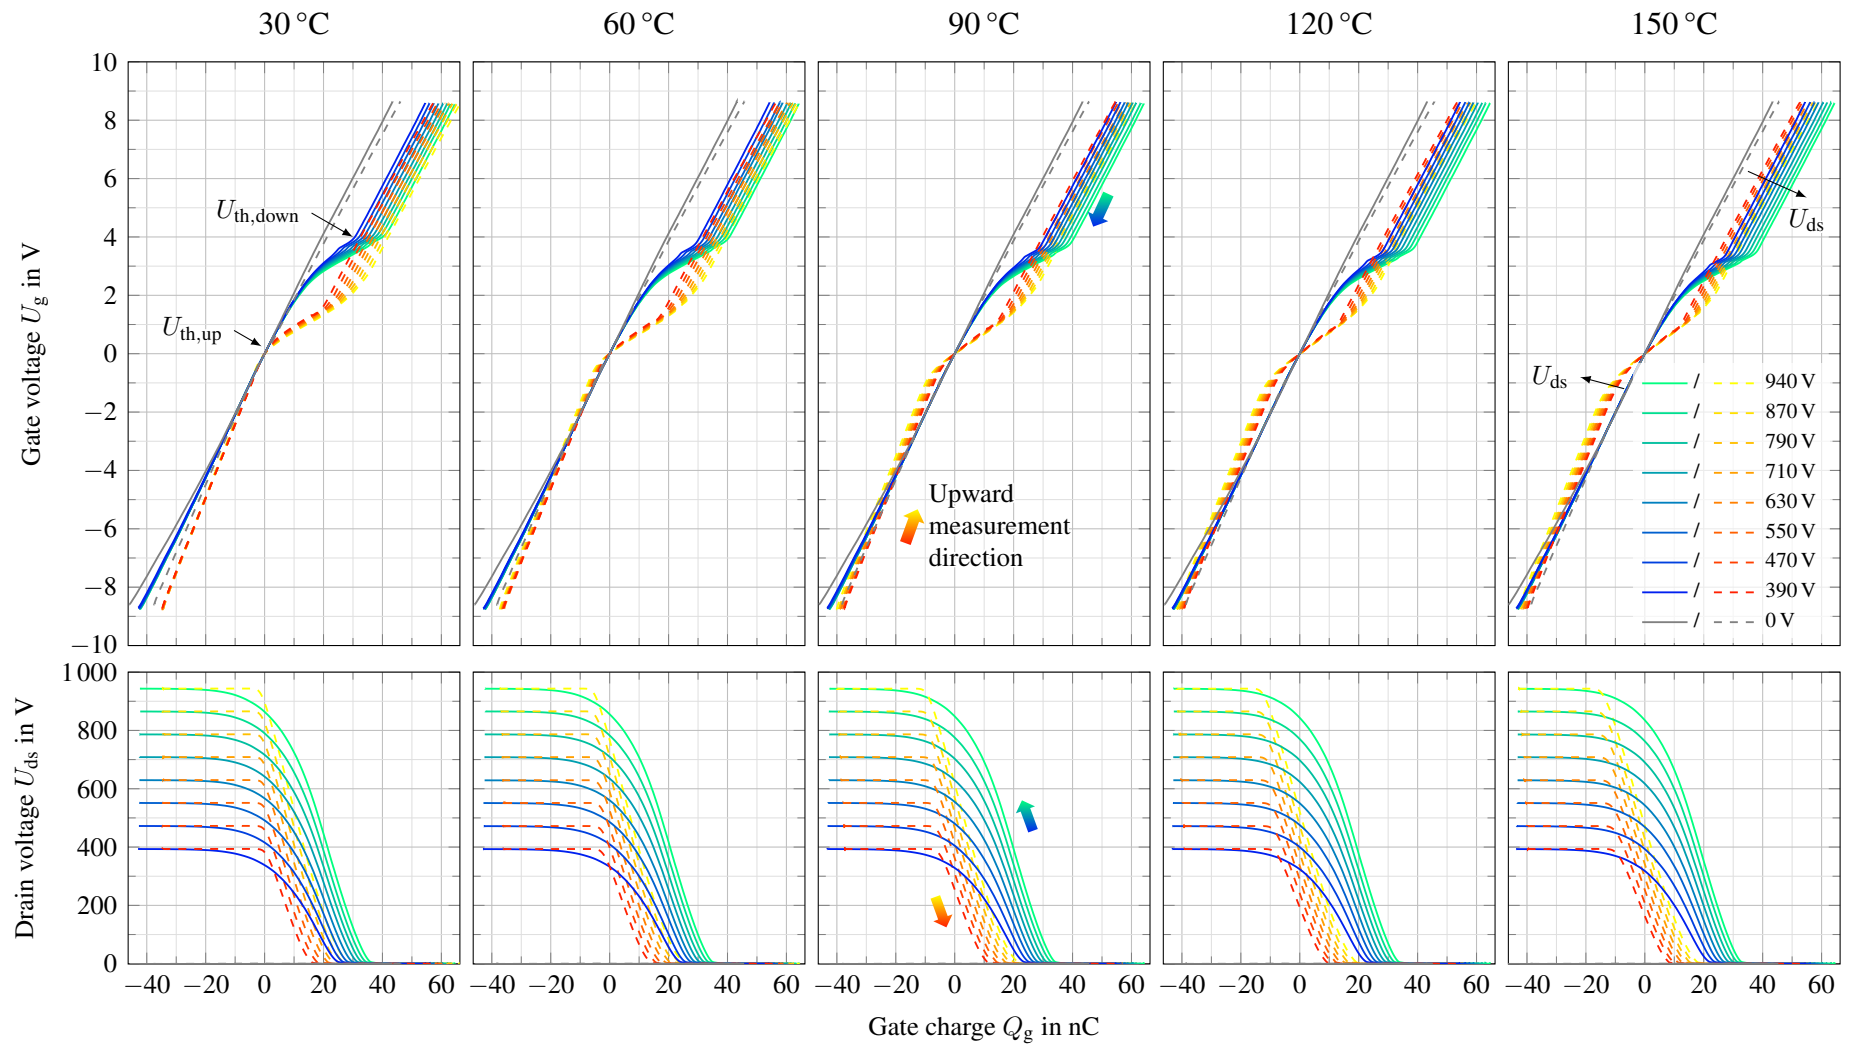 30 °C 60 °C 90 °C 120 °C 150 °C
Gate voltage Ug in V
10
8
6
4
2
0
−2
−4
−6
−8
−10
Uth,down
Uth,up
Upward
measurement
direction
Uds
Uds
/ 940 V
/ 870 V
/ 790 V
/ 710 V
/ 630 V
/ 550 V
/ 470 V
/ 390 V
/ 0 V
Drain voltage Uds in V
1 000
800
600
400
200
0
−40 −20 0 20 40 60 −40 −20 0 20 40 60 −40 −20 0 20 40 60 −40 −20 0 20 40 60 −40 −20 0 20 40 60
Gate charge Qg in nC